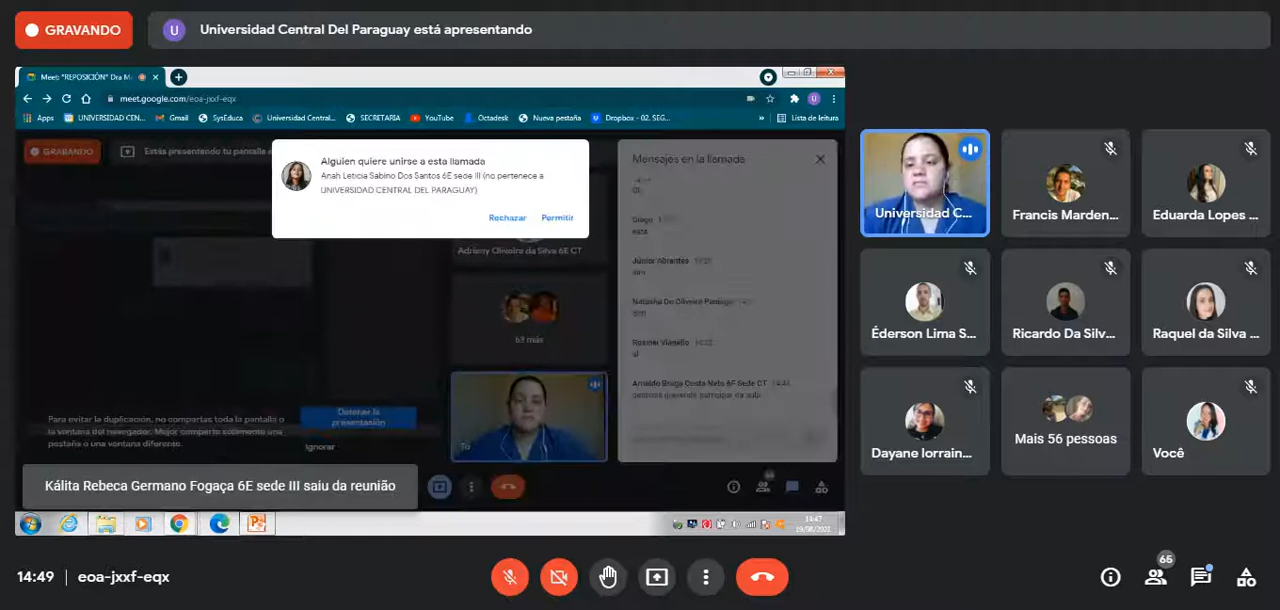 GRAVANDO
U
Universidad Central Del Paraguay está apresentando
Meet: "REPOSICIÓN" Dra M
meet.google.com/eoa-jxxf-eqx
Apps
UNIVERSIDAD CEN...
Gmail
SysEduca
Universidad Central...
SECRETARIA
YouTube
Octadesk
Nueva pestaña
Dropbox - 02. SEG...
»
Lista de leitura
GRABANDO
Estás presentando tu pantalla
Alguien quiere unirse a esta llamada
Anah Leticia Sabino Dos Santos 6E sede III (no pertenece a
UNIVERSIDAD CENTRAL DEL PARAGUAY)
Rechazar
Permitir
Mensajes en la llamada
Diego
Júnior Abrantes
Natasha De Oliveira
Rosiner Vianello
Arnaldo Braga Costa Neto 6F Sede CT
Oliveira da Silva 6E CT
63 más
Tú
Para evitar la duplicación, no compartas toda la pantalla o
la ventana del navegador. Mejor comparte solamente una
pestaña o una ventana diferente.
Detener la
presentación
Ignorar
Kálita Rebeca Germano Fogaça 6E sede III saiu da reunião
14:47
19/08/2021
Universidad C...
Francis Marden...
Eduarda Lopes ...
Éderson Lima S...
Ricardo Da Silv...
Raquel da Silva ...
Dayane lorrain...
Mais 56 pessoas
Você
14:49 | eoa-jxxf-eqx
65